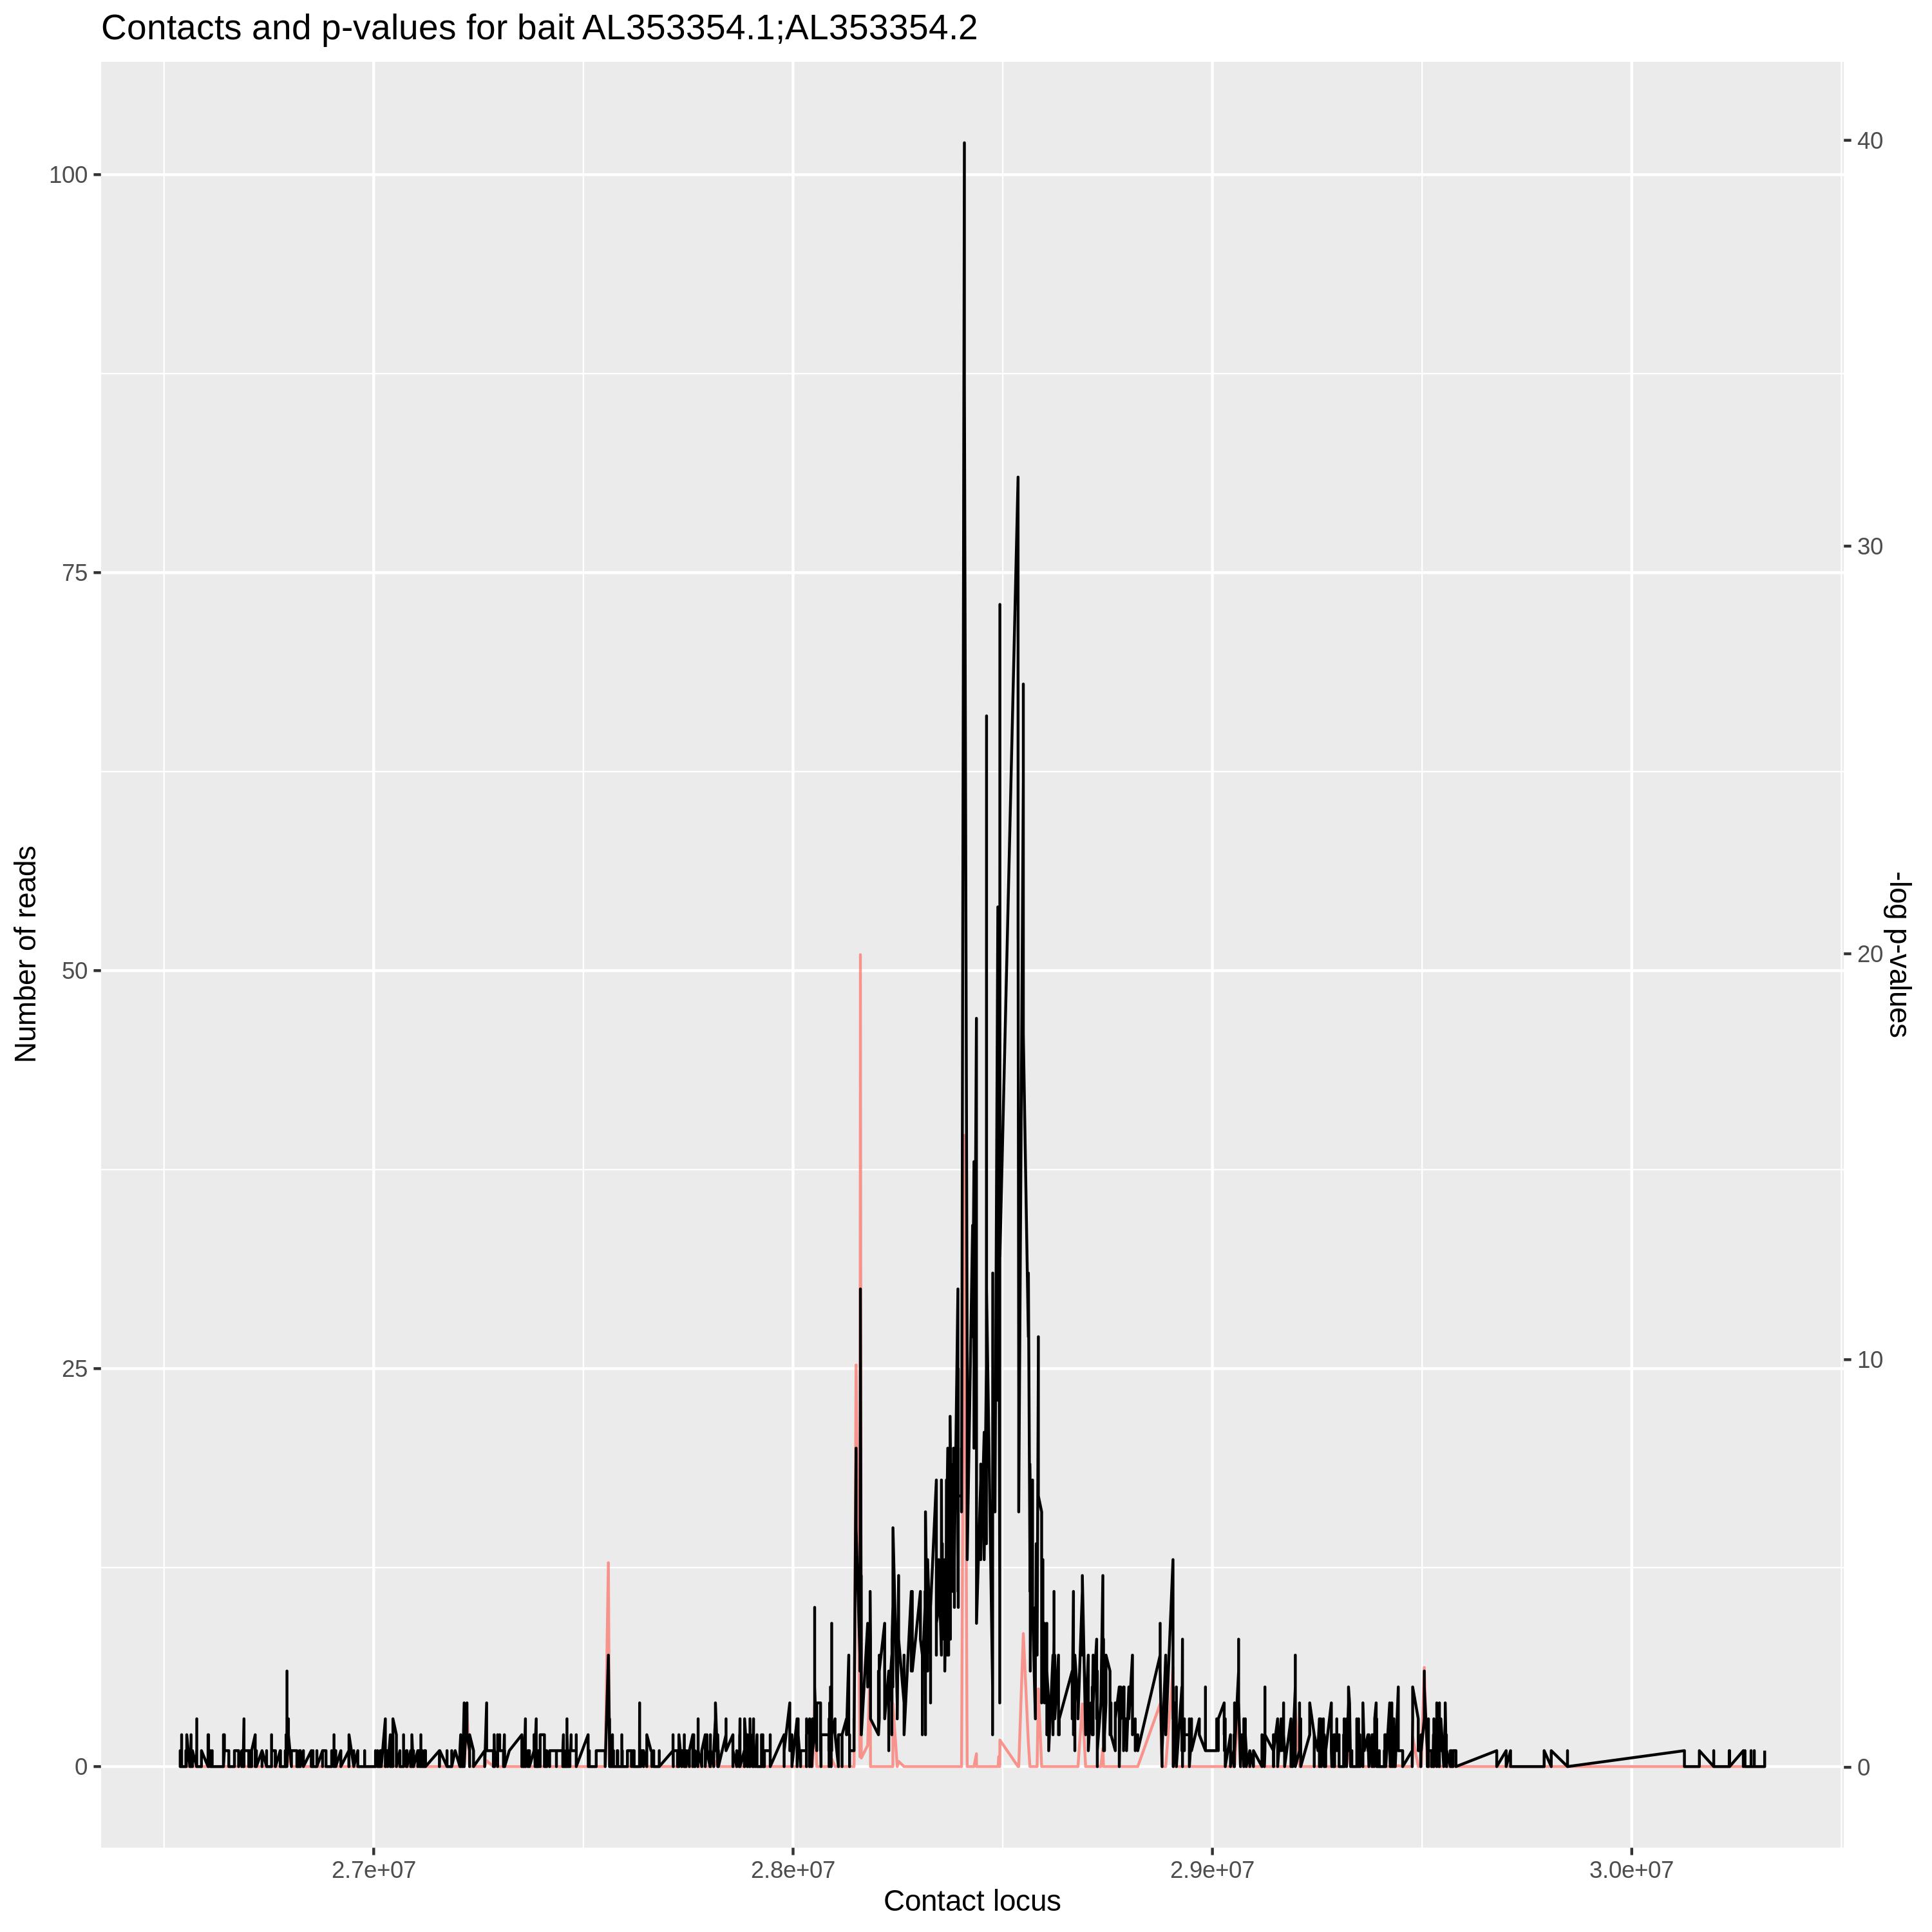 Contacts and p-values for bait AL353354.1;AL353354.2
100
75
50
25
0
Number of reads
40
30
20
10
0
-log p-values
2.7e+07
2.8e+07
2.9e+07
3.0e+07
Contact locus